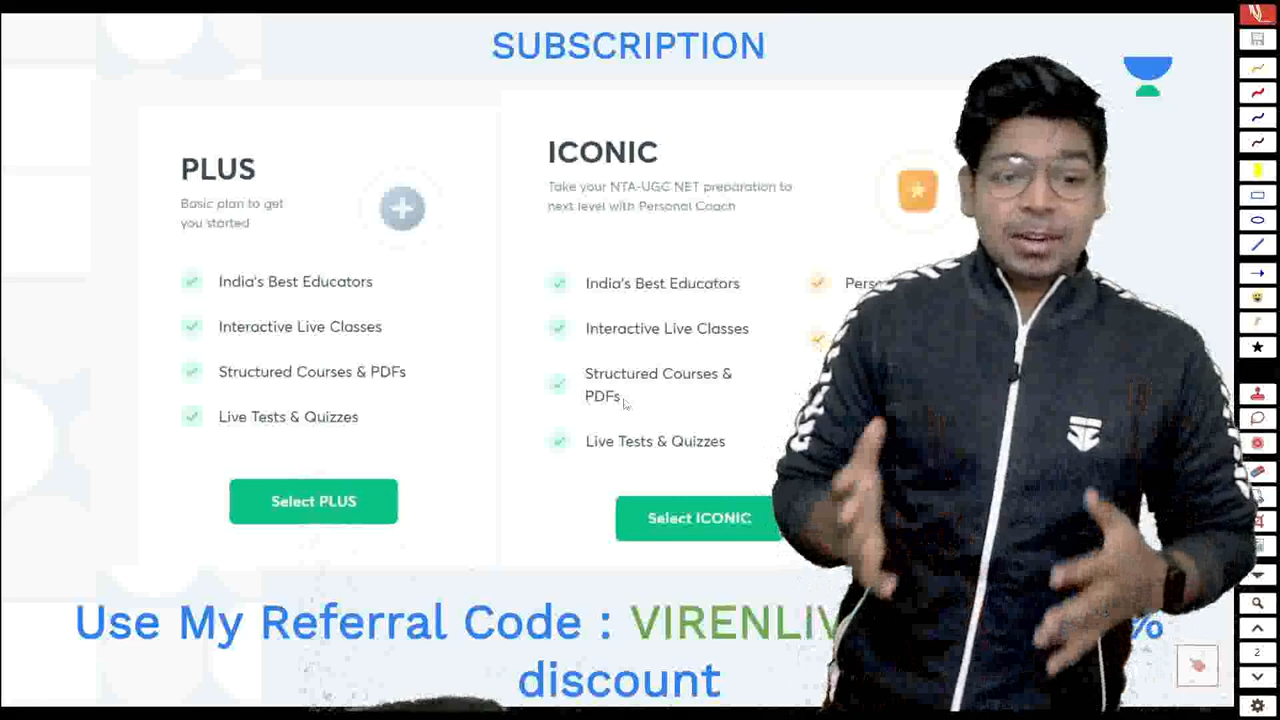 SUBSCRIPTION
PLUS
Basic plan to get
you started
India's Best Educators
Interactive Live Classes
Structured Courses & PDFs
Live Tests & Quizzes
Select PLUS
ICONIC
Take your NTA-UGC NET preparation to
next level with Personal Coach
India's Best Educators
Interactive Live Classes
Structured Courses &
PDFs
Live Tests & Quizzes
Select ICONIC
Use My Referral Code : %
discount
2